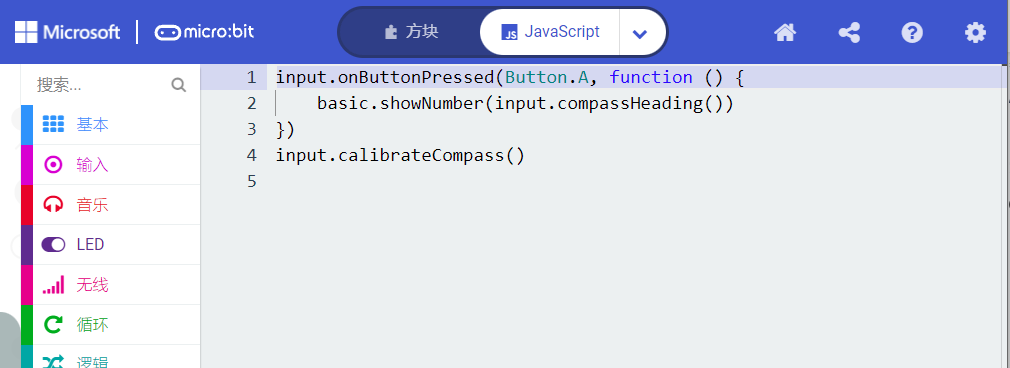 Microsoft micro:bit 方块 JavaScript
搜索...
基本
输入
音乐
LED
无线
循环
逻辑
1 input.onButtonPressed(Button.A, function () {
2     basic.showNumber(input.compassHeading())
3 })
4 input.calibrateCompass()
5